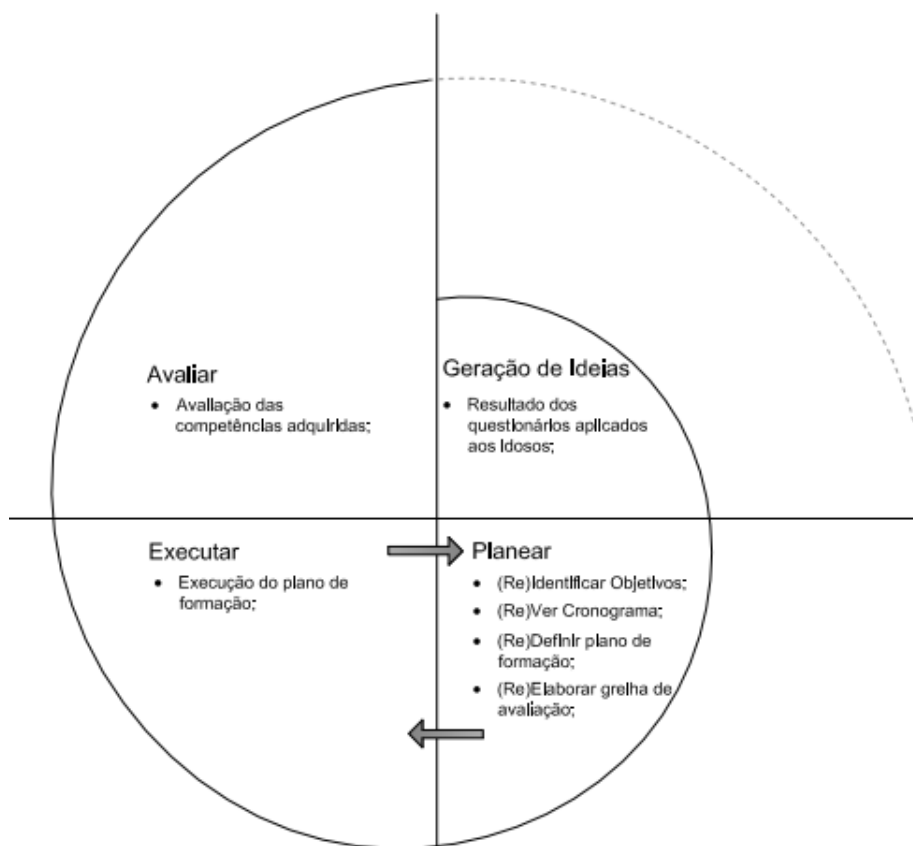 Avaliar
• Avaliação das
competências adquiridas;
Geração de Ideias
• Resultado dos
questionários aplicados
aos idosos;
Executar
• Execução do plano de
formação;
Planear
• (Re)Identificar Objetivos;
• (Re)Ver Cronograma;
• (Re)Definir plano de
formação;
• (Re)Elaborar grelha de
avaliação;